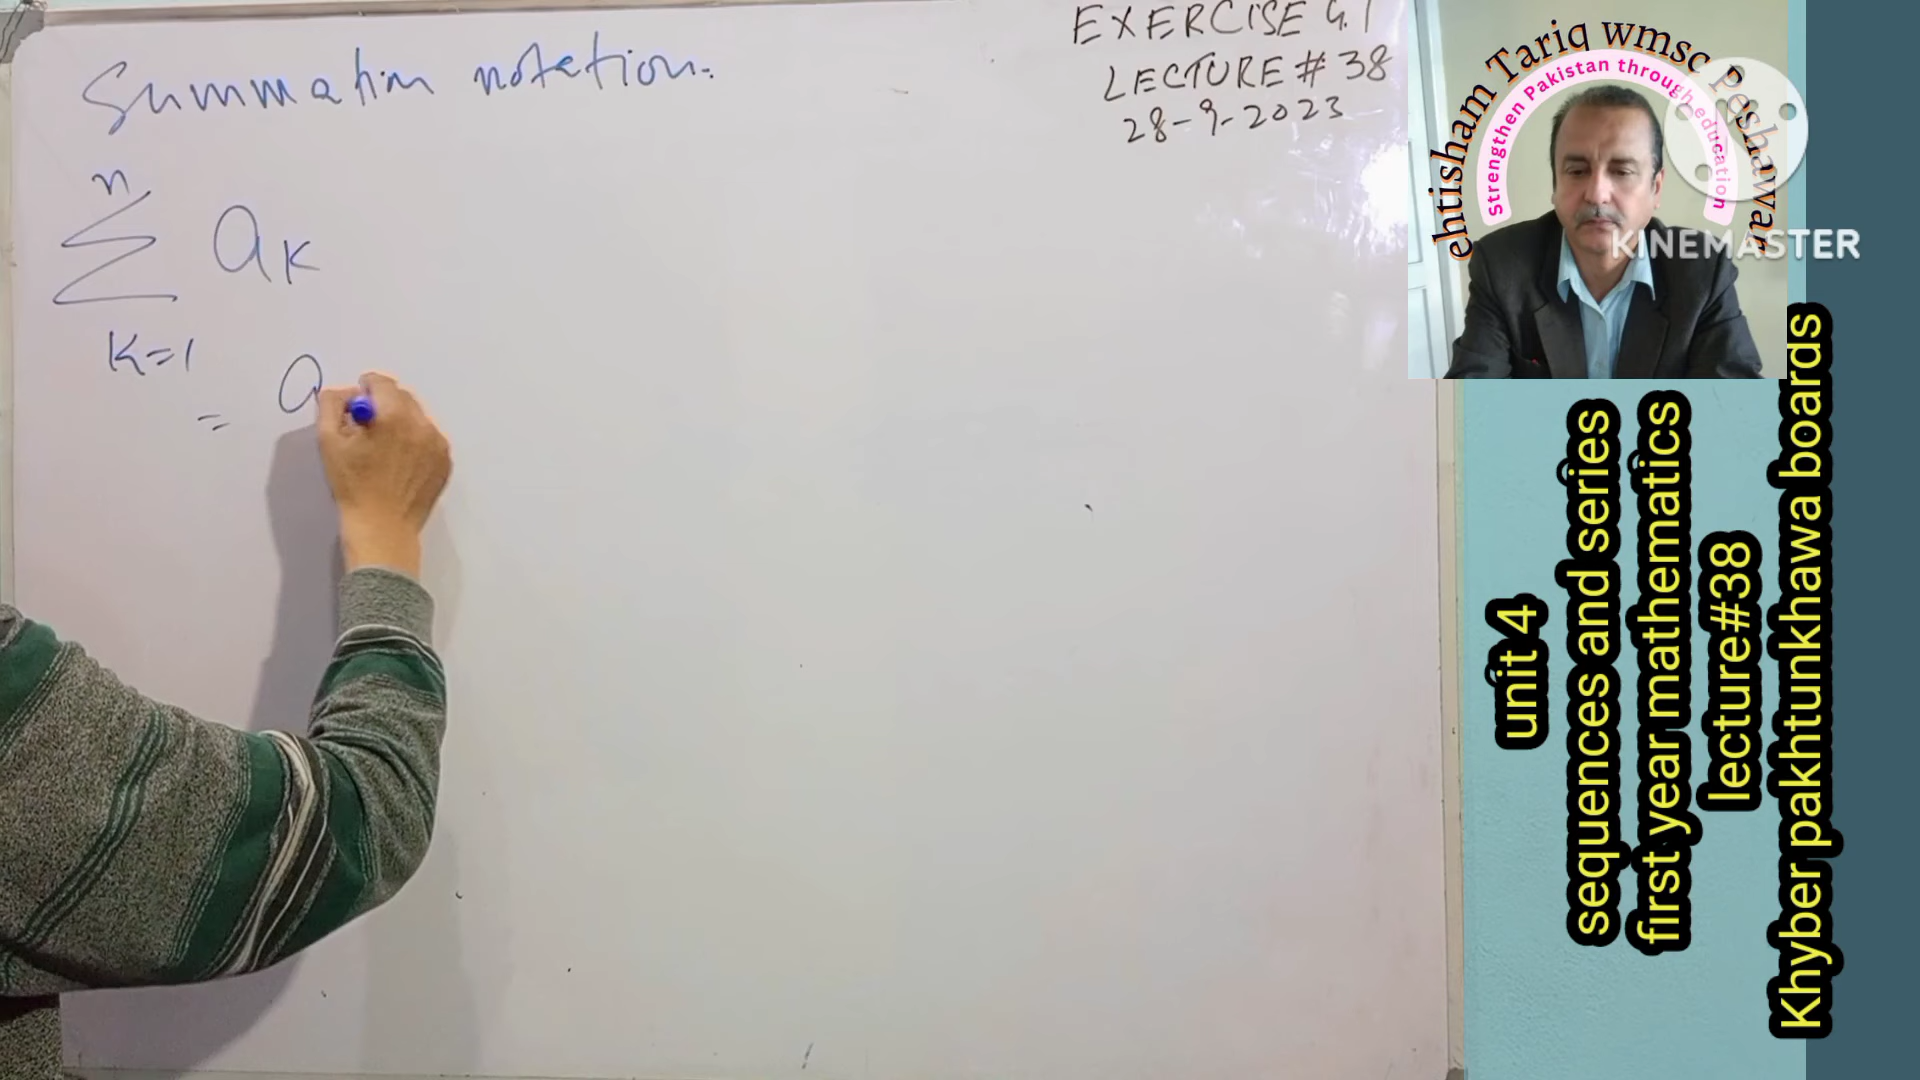 Summation notation.
EXERCISE 4.1
LECTURE # 38
28-9-2023
n
∑ aK
K=1
= a
ehtisham Tariq wmsc Peshawar
Strengthen Pakistan through education
KINEMASTER
unit 4
sequences and series
first year mathematics
lecture#38
Khyber pakhtunkhawa boards